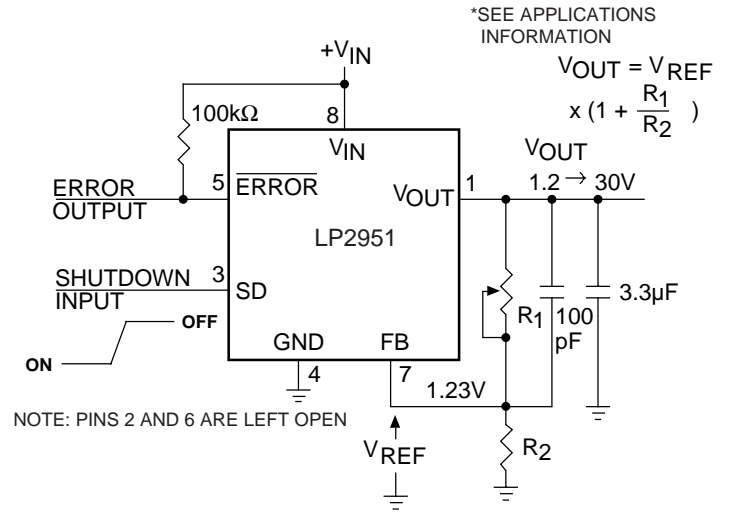 *SEE APPLICATIONS
INFORMATION
VOUT = VREF
x (1 + R1/R2)
+VIN
100kΩ
8
VIN
VOUT
1.2 → 30V
ERROR
OUTPUT
5
ERROR
VOUT
1
LP2951
SHUTDOWN
INPUT
3
SD
R1
100
pF
3.3µF
OFF
ON
GND
FB
4
7
1.23V
NOTE: PINS 2 AND 6 ARE LEFT OPEN
VREF
R2